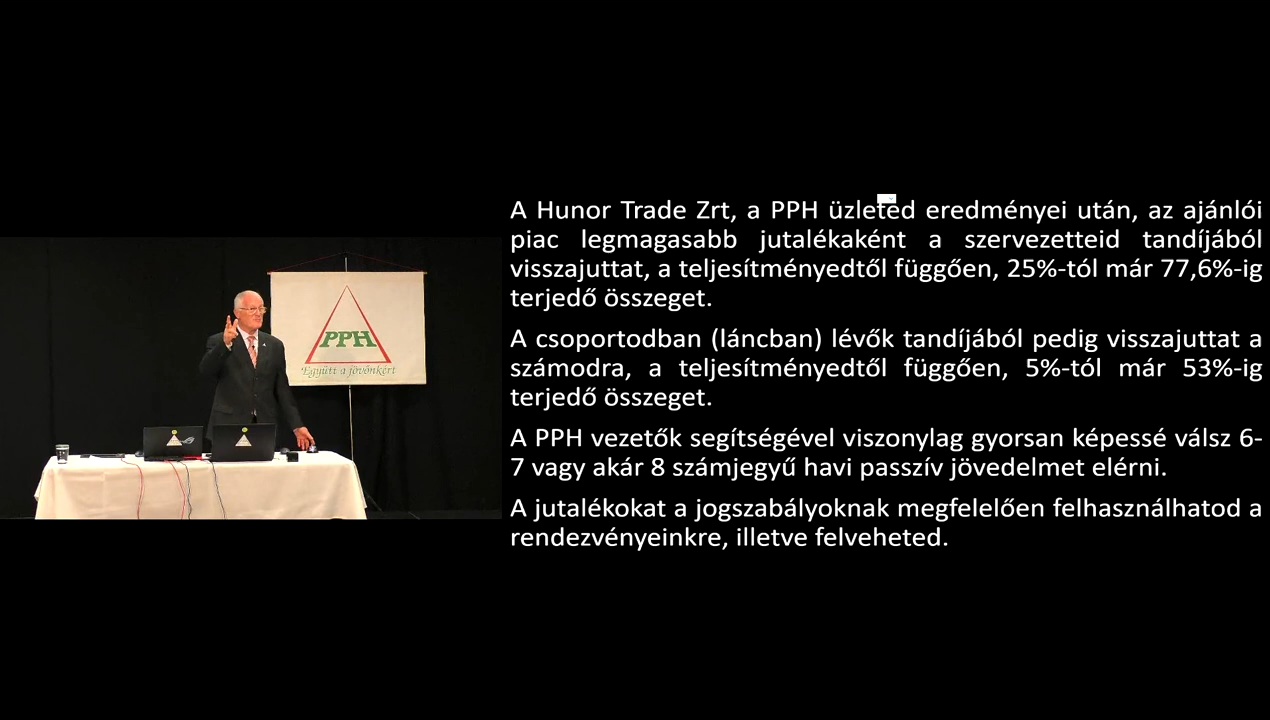 A Hunor Trade Zrt, a PPH üzleted eredményei után, az ajánlói
piac legmagasabb jutalékaként a szervezetteid tandíjából
visszajuttat, a teljesítményedtől függően, 25%-tól már 77,6%-ig
terjedő összeget.
A csoportodban (láncban) lévők tandíjából pedig visszajuttat a
számodra, a teljesítményedtől függően, 5%-tól már 53%-ig
terjedő összeget.
A PPH vezetők segítségével viszonylag gyorsan képessé válsz 6-
7 vagy akár 8 számjegyű havi passzív jövedelmet elérni.
A jutalékokat a jogszabályoknak megfelelően felhasználhatod a
rendezvényeinkre, illetve felveheted.
PPH
Együtt a jövőnkért